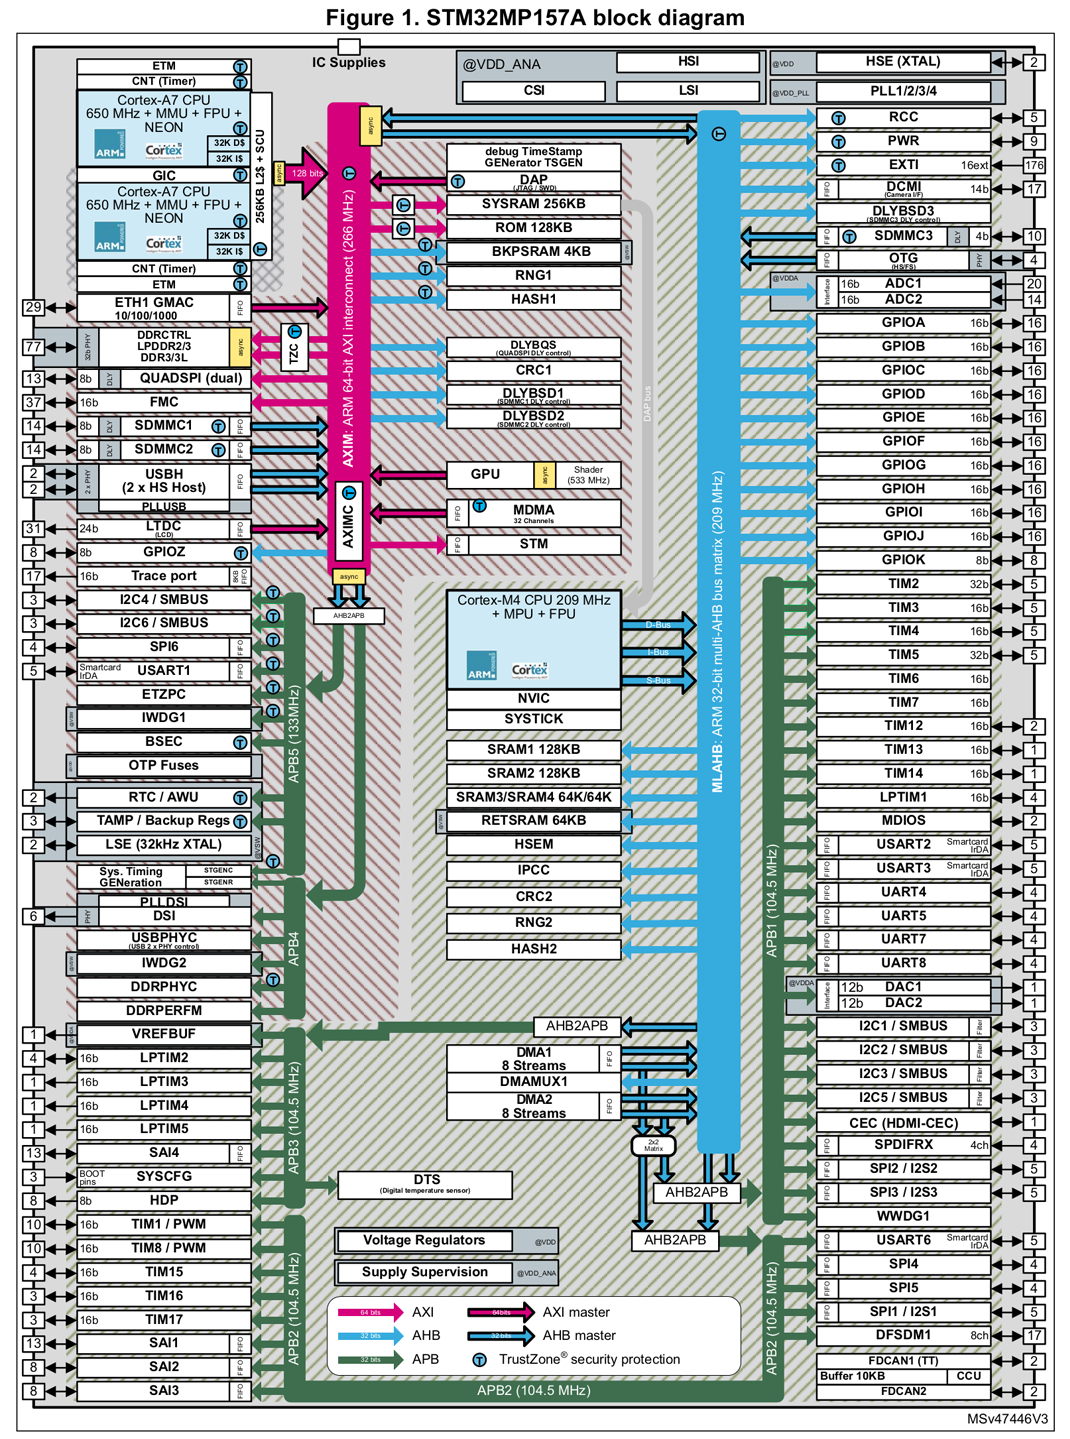 Figure 1. STM32MP157A block diagram
IC Supplies
ETM
CNT (Timer)
Cortex-A7 CPU
650 MHz + MMU + FPU +
NEON
ARM
Cortex
32K D$
32K I$
GIC
Cortex-A7 CPU
650 MHz + MMU + FPU +
NEON
ARM
Cortex
32K D$
32K I$
CNT (Timer)
ETM
256KB L2$ + SCU
async
128 bits
T
29
ETH1 GMAC
10/100/1000
FIFO
77
32b PHY
DDRCTRL
LPDDR2/3
DDR3/3L
async
TZC
13
8b
DLY
QUADSPI (dual)
37
16b
FMC
14
8b
DLY
SDMMC1
FIFO
14
8b
DLY
SDMMC2
FIFO
2
2
2 x PHY
USBH
(2 x HS Host)
FIFO
PLLUSB
31
24b
LTDC
(LCD)
FIFO
8
8b
GPIOZ
17
16b
Trace port
8KB
FIFO
3
I2C4 / SMBUS
3
I2C6 / SMBUS
4
SPI6
FIFO
5
Smartcard
IrDA
USART1
FIFO
ETZPC
@VSW
IWDG1
BSEC
OTP Fuses
2
RTC / AWU
3
TAMP / Backup Regs
2
LSE (32kHz XTAL)
@VSW
Sys. Timing
GENeration
STGENC
STGENR
PLLDSI
6
PHY
DSI
USBPHYC
(USB 2 x PHY control)
IWDG2
DDRPHYC
DDRPERFM
1
VREFBUF
4
16b
LPTIM2
1
16b
LPTIM3
1
16b
LPTIM4
1
16b
LPTIM5
13
SAI4
FIFO
3
BOOT
pins
SYSCFG
8
8b
HDP
10
16b
TIM1 / PWM
10
16b
TIM8 / PWM
4
16b
TIM15
3
16b
TIM16
3
16b
TIM17
13
SAI1
FIFO
8
SAI2
FIFO
8
SAI3
FIFO
APB5 (133MHz)
APB4
APB3 (104.5 MHz)
APB2 (104.5 MHz)
AXIM: ARM 64-bit AXI interconnect (266 MHz)
AXIMC
async
async
AHB2APB
@VDD_ANA
HSI
CSI
LSI
debug TimeStamp
GENerator TSGEN
DAP
(JTAG / SWD)
SYSRAM 256KB
ROM 128KB
BKPSRAM 4KB
@VSW
RNG1
HASH1
DLYBQS
(QUADSPI DLY control)
CRC1
DLYBSD1
(SDMMC1 DLY control)
DLYBSD2
(SDMMC2 DLY control)
DAP bus
GPU
async
Shader
(533 MHz)
FIFO
MDMA
32 Channels
FIFO
STM
Cortex-M4 CPU 209 MHz
+ MPU + FPU
ARM
Cortex
NVIC
SYSTICK
D-Bus
I-Bus
S-Bus
SRAM1 128KB
SRAM2 128KB
SRAM3/SRAM4 64K/64K
@VSW
RETSRAM 64KB
HSEM
IPCC
CRC2
RNG2
HASH2
AHB2APB
DMA1
8 Streams
FIFO
DMAMUX1
DMA2
8 Streams
FIFO
2x2
Matrix
AHB2APB
AHB2APB
DTS
(Digital temperature sensor)
Voltage Regulators
@VDD
Supply Supervision
@VDD_ANA
64 bits
AXI
64bits
AXI master
32 bits
AHB
32 bits
AHB master
32 bits
APB
T
TrustZone® security protection
APB2 (104.5 MHz)
MLAHB: ARM 32-bit multi-AHB bus matrix (209 MHz)
APB1 (104.5 MHz)
APB2 (104.5 MHz)
@VDD
HSE (XTAL)
2
@VDD_PLL
PLL1/2/3/4
RCC
5
PWR
9
EXTI
16ext
176
FIFO
DCMI
(Camera I/F)
14b
17
DLYBSD3
(SDMMC3 DLY control)
FIFO
SDMMC3
DLY
4b
10
FIFO
OTG
(HS/FS)
PHY
4
@VDDA
Interface
16b
ADC1
20
16b
ADC2
14
GPIOA
16b
16
GPIOB
16b
16
GPIOC
16b
16
GPIOD
16b
16
GPIOE
16b
16
GPIOF
16b
16
GPIOG
16b
16
GPIOH
16b
16
GPIOI
16b
16
GPIOJ
16b
16
GPIOK
8b
8
TIM2
32b
5
TIM3
16b
5
TIM4
16b
5
TIM5
32b
5
TIM6
16b
TIM7
16b
TIM12
16b
2
TIM13
16b
1
TIM14
16b
1
LPTIM1
16b
4
MDIOS
2
FIFO
USART2
Smartcard
IrDA
5
FIFO
USART3
Smartcard
IrDA
5
FIFO
UART4
4
FIFO
UART5
4
FIFO
UART7
4
FIFO
UART8
4
@VDDA
Interface
12b
DAC1
1
12b
DAC2
1
I2C1 / SMBUS
Filter
3
I2C2 / SMBUS
Filter
3
I2C3 / SMBUS
Filter
3
I2C5 / SMBUS
Filter
3
CEC (HDMI-CEC)
1
FIFO
SPDIFRX
4ch
4
FIFO
SPI2 / I2S2
5
FIFO
SPI3 / I2S3
5
WWDG1
FIFO
USART6
Smartcard
IrDA
5
FIFO
SPI4
4
FIFO
SPI5
4
FIFO
SPI1 / I2S1
5
DFSDM1
8ch
17
FDCAN1 (TT)
2
Buffer 10KB
CCU
FDCAN2
2
MSv47446V3